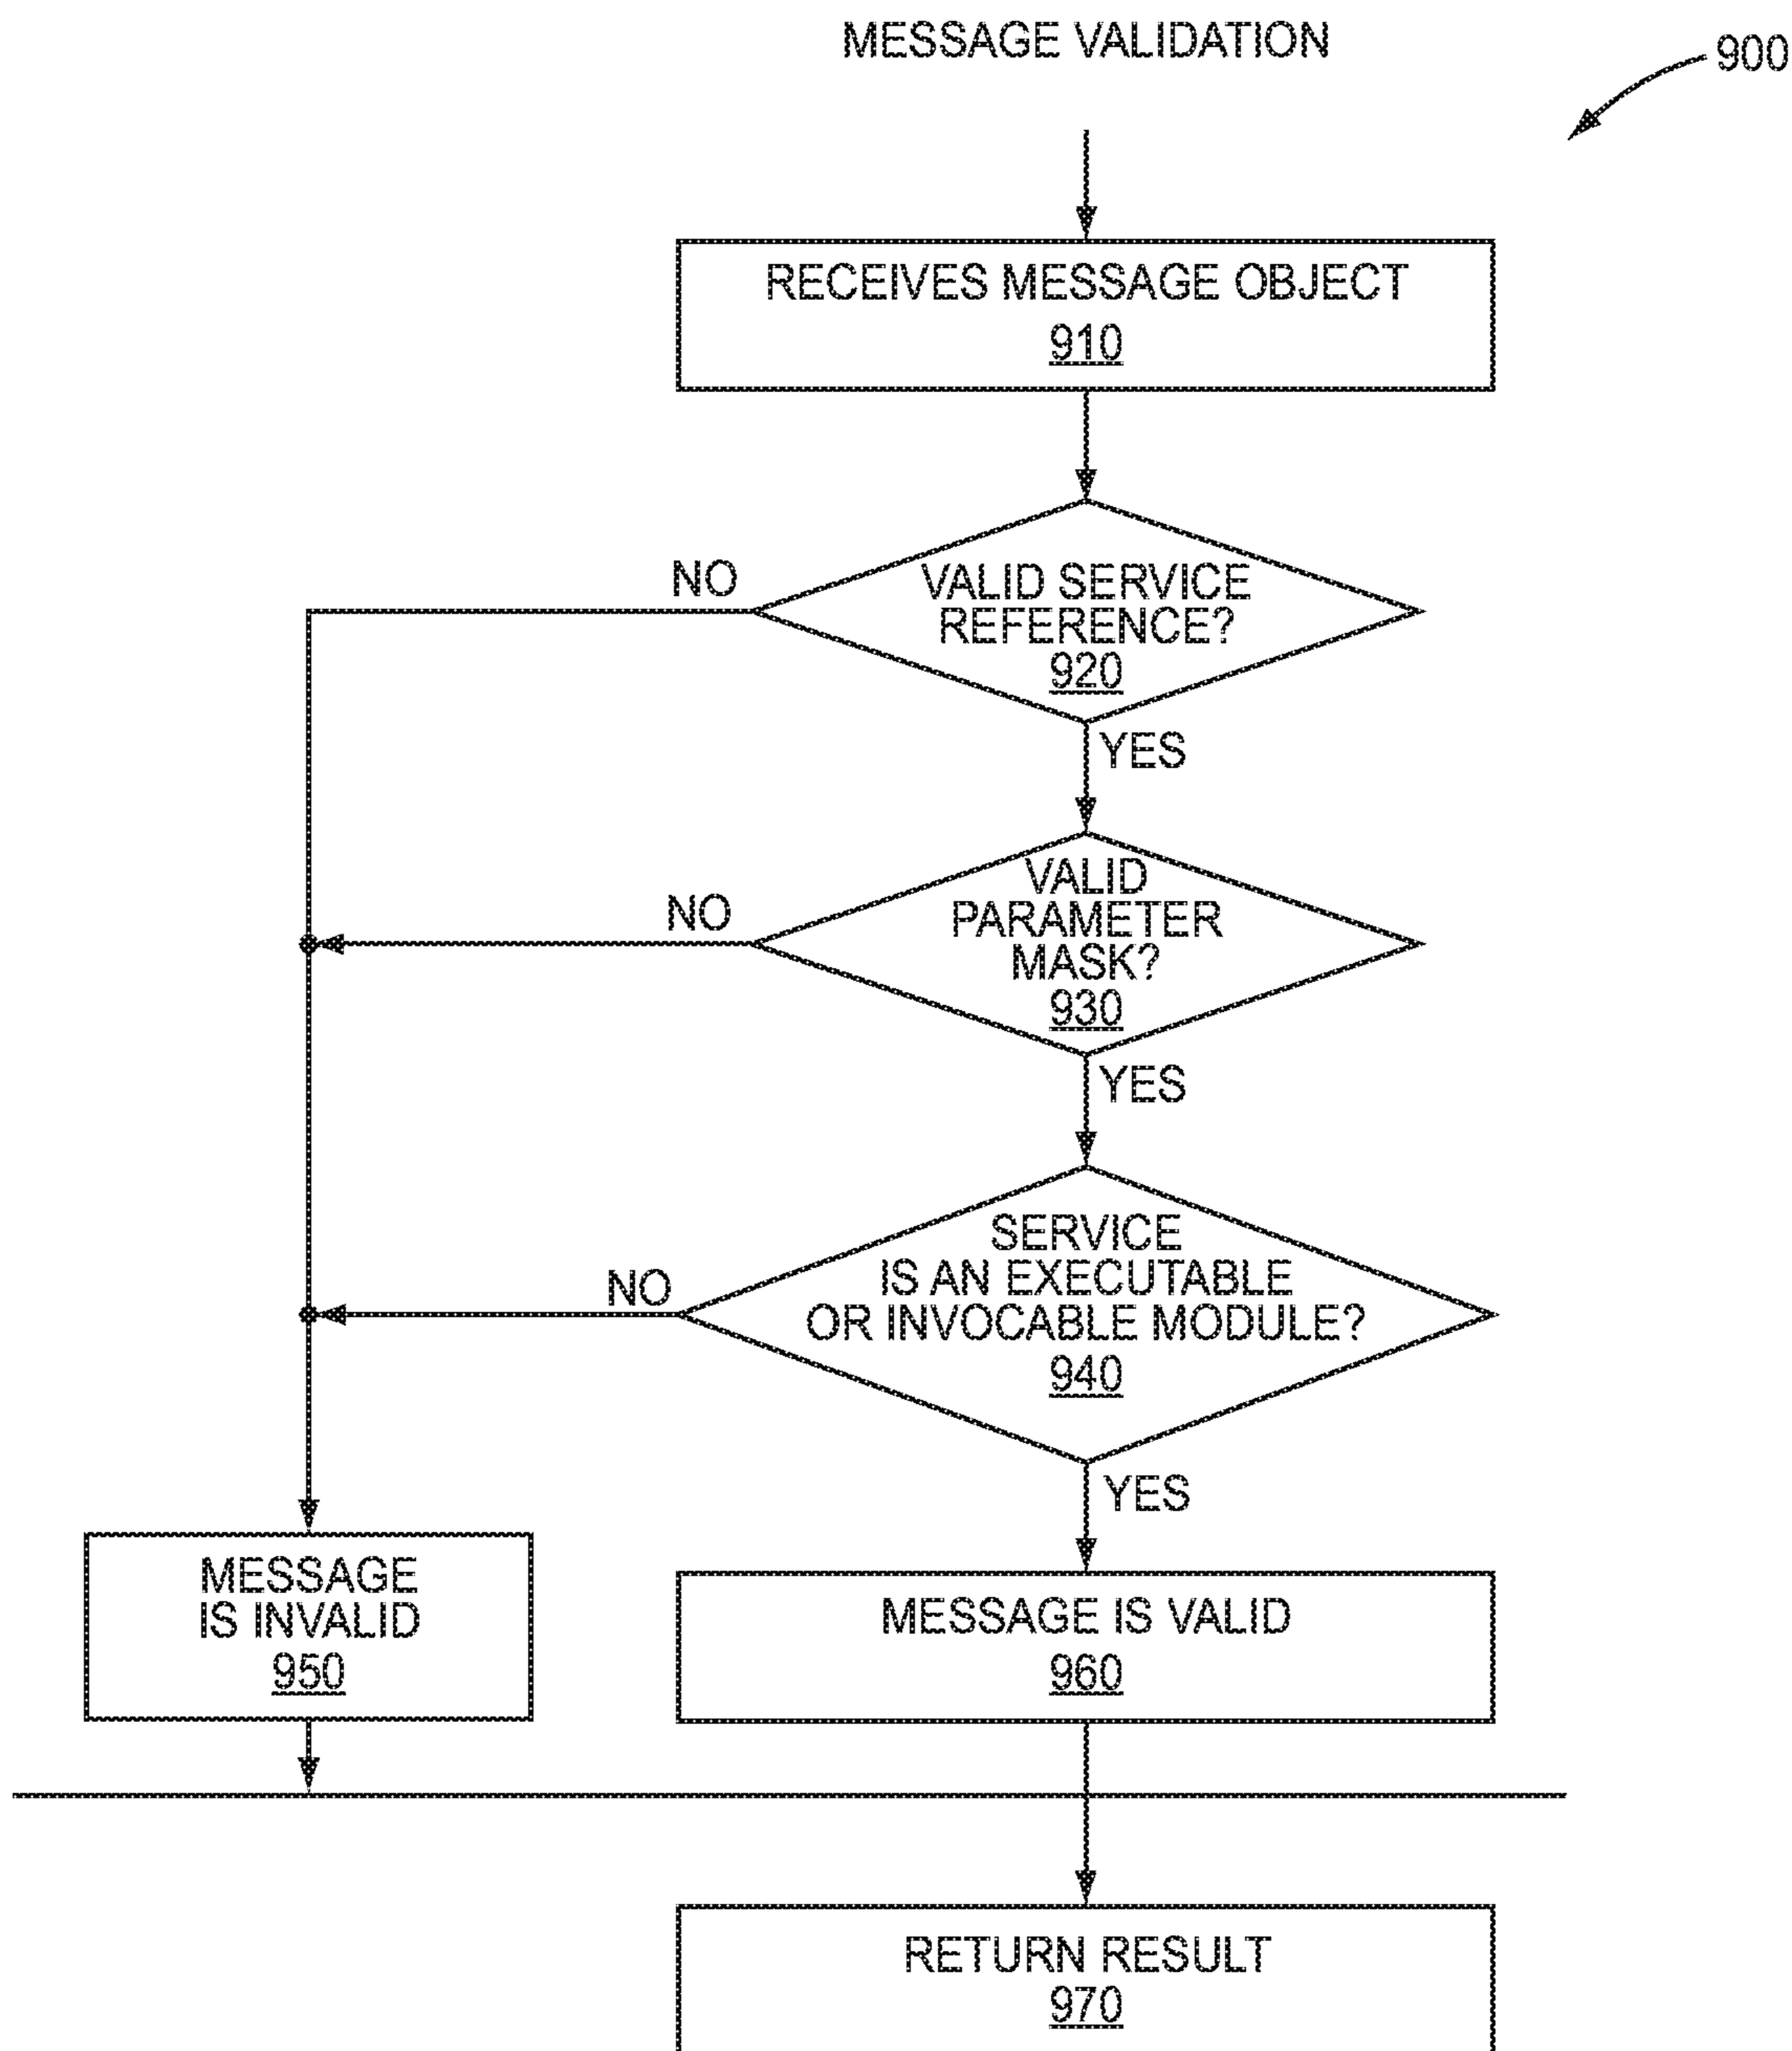 MESSAGE VALIDATION
900
RECEIVES MESSAGE OBJECT
910
NO
VALID SERVICE
REFERENCE?
920
YES
NO
VALID
PARAMETER
MASK?
930
YES
NO
SERVICE
IS AN EXECUTABLE
OR INVOCABLE MODULE?
940
YES
MESSAGE
IS INVALID
950
MESSAGE IS VALID
960
RETURN RESULT
970